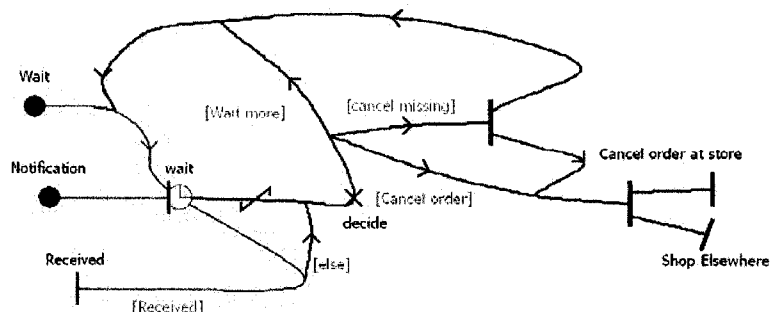 Wait
[Wait more]
[cancel missing]
Notification
wait
Cancel order at store
[Cancel order]
decide
Received
[else]
Shop Elsewhere
[Received]